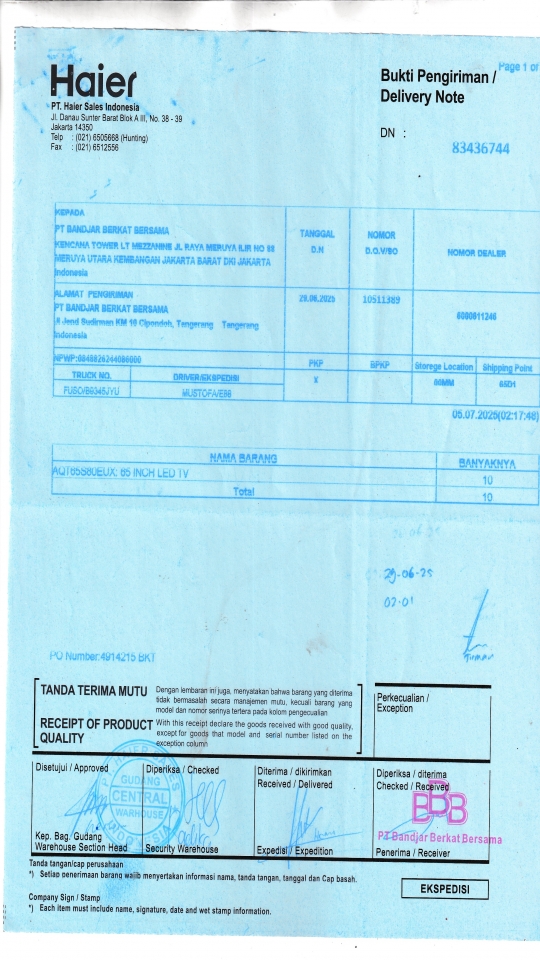 Haier
Page 1 of
Bukti Pengiriman /
Delivery Note
PT. Haier Sales Indonesia
Jl. Danau Sunter Barat Blok A III, No. 38 - 39
Jakarta 14350
Telp : (021) 6505668 (Hunting)
Fax : (021) 6512556
DN :
83436744
KEPADA
PT BANDJAR BERKAT BERSAMA
KENCANA TOWER LT MEZZANINE JL RAYA MERUYA ILIR NO 88
MERUYA UTARA KEMBANGAN JAKARTA BARAT DKI JAKARTA
Indonesia
TANGGAL
D.N
NOMOR
D.O.V/SO
NOMOR DEALER
ALAMAT PENGIRIMAN
PT BANDJAR BERKAT BERSAMA
Jl Jend Sudirman KM 10 Cipondoh, Tangerang Tangerang
Indonesia
29.06.2025
10511389
NPWP:
PKP
BPKP
Storege Location
Shipping Point
TRUCK NO.
DRIVER/EKSPEDISI
X
65D1
MUSTOFA/EBB
05.07.2025(02:17:48)
NAMA BARANG
BANYAKNYA
AQT65S80EUX: 65 INCH LED TV
10
Total
10
29-06-25
02-01
PO Number:4914215 BKT
TANDA TERIMA MUTU
Dengan lembaran ini juga, menyatakan bahwa barang yang diterima
tidak bermasalah secara manajemen mutu, kecuali barang yang
model dan nomor serinya tertera pada kolom pengecualian
RECEIPT OF PRODUCT
QUALITY
With this receipt declare the goods received with good quality,
except for goods that model and serial number listed on the
exception column
Perkecualian /
Exception
Disetujui / Approved
Diperiksa / Checked
Diterima / dikirimkan
Received / Delivered
Diperiksa / diterima
Checked / Received
GUDANG
CENTRAL
WARHOUSE
BBB
PT Bandjar Berkat Bersama
Kep. Bag. Gudang
Warehouse Section Head
Security Warehouse
Expedisi / Expedition
Penerima / Receiver
Tanda tangan/cap perusahaan
*) Setiap penerimaan barang wajib menyertakan informasi nama, tanda tangan, tanggal dan Cap basah.
EKSPEDISI
Company Sign / Stamp
*) Each item must include name, signature, date and wet stamp information.